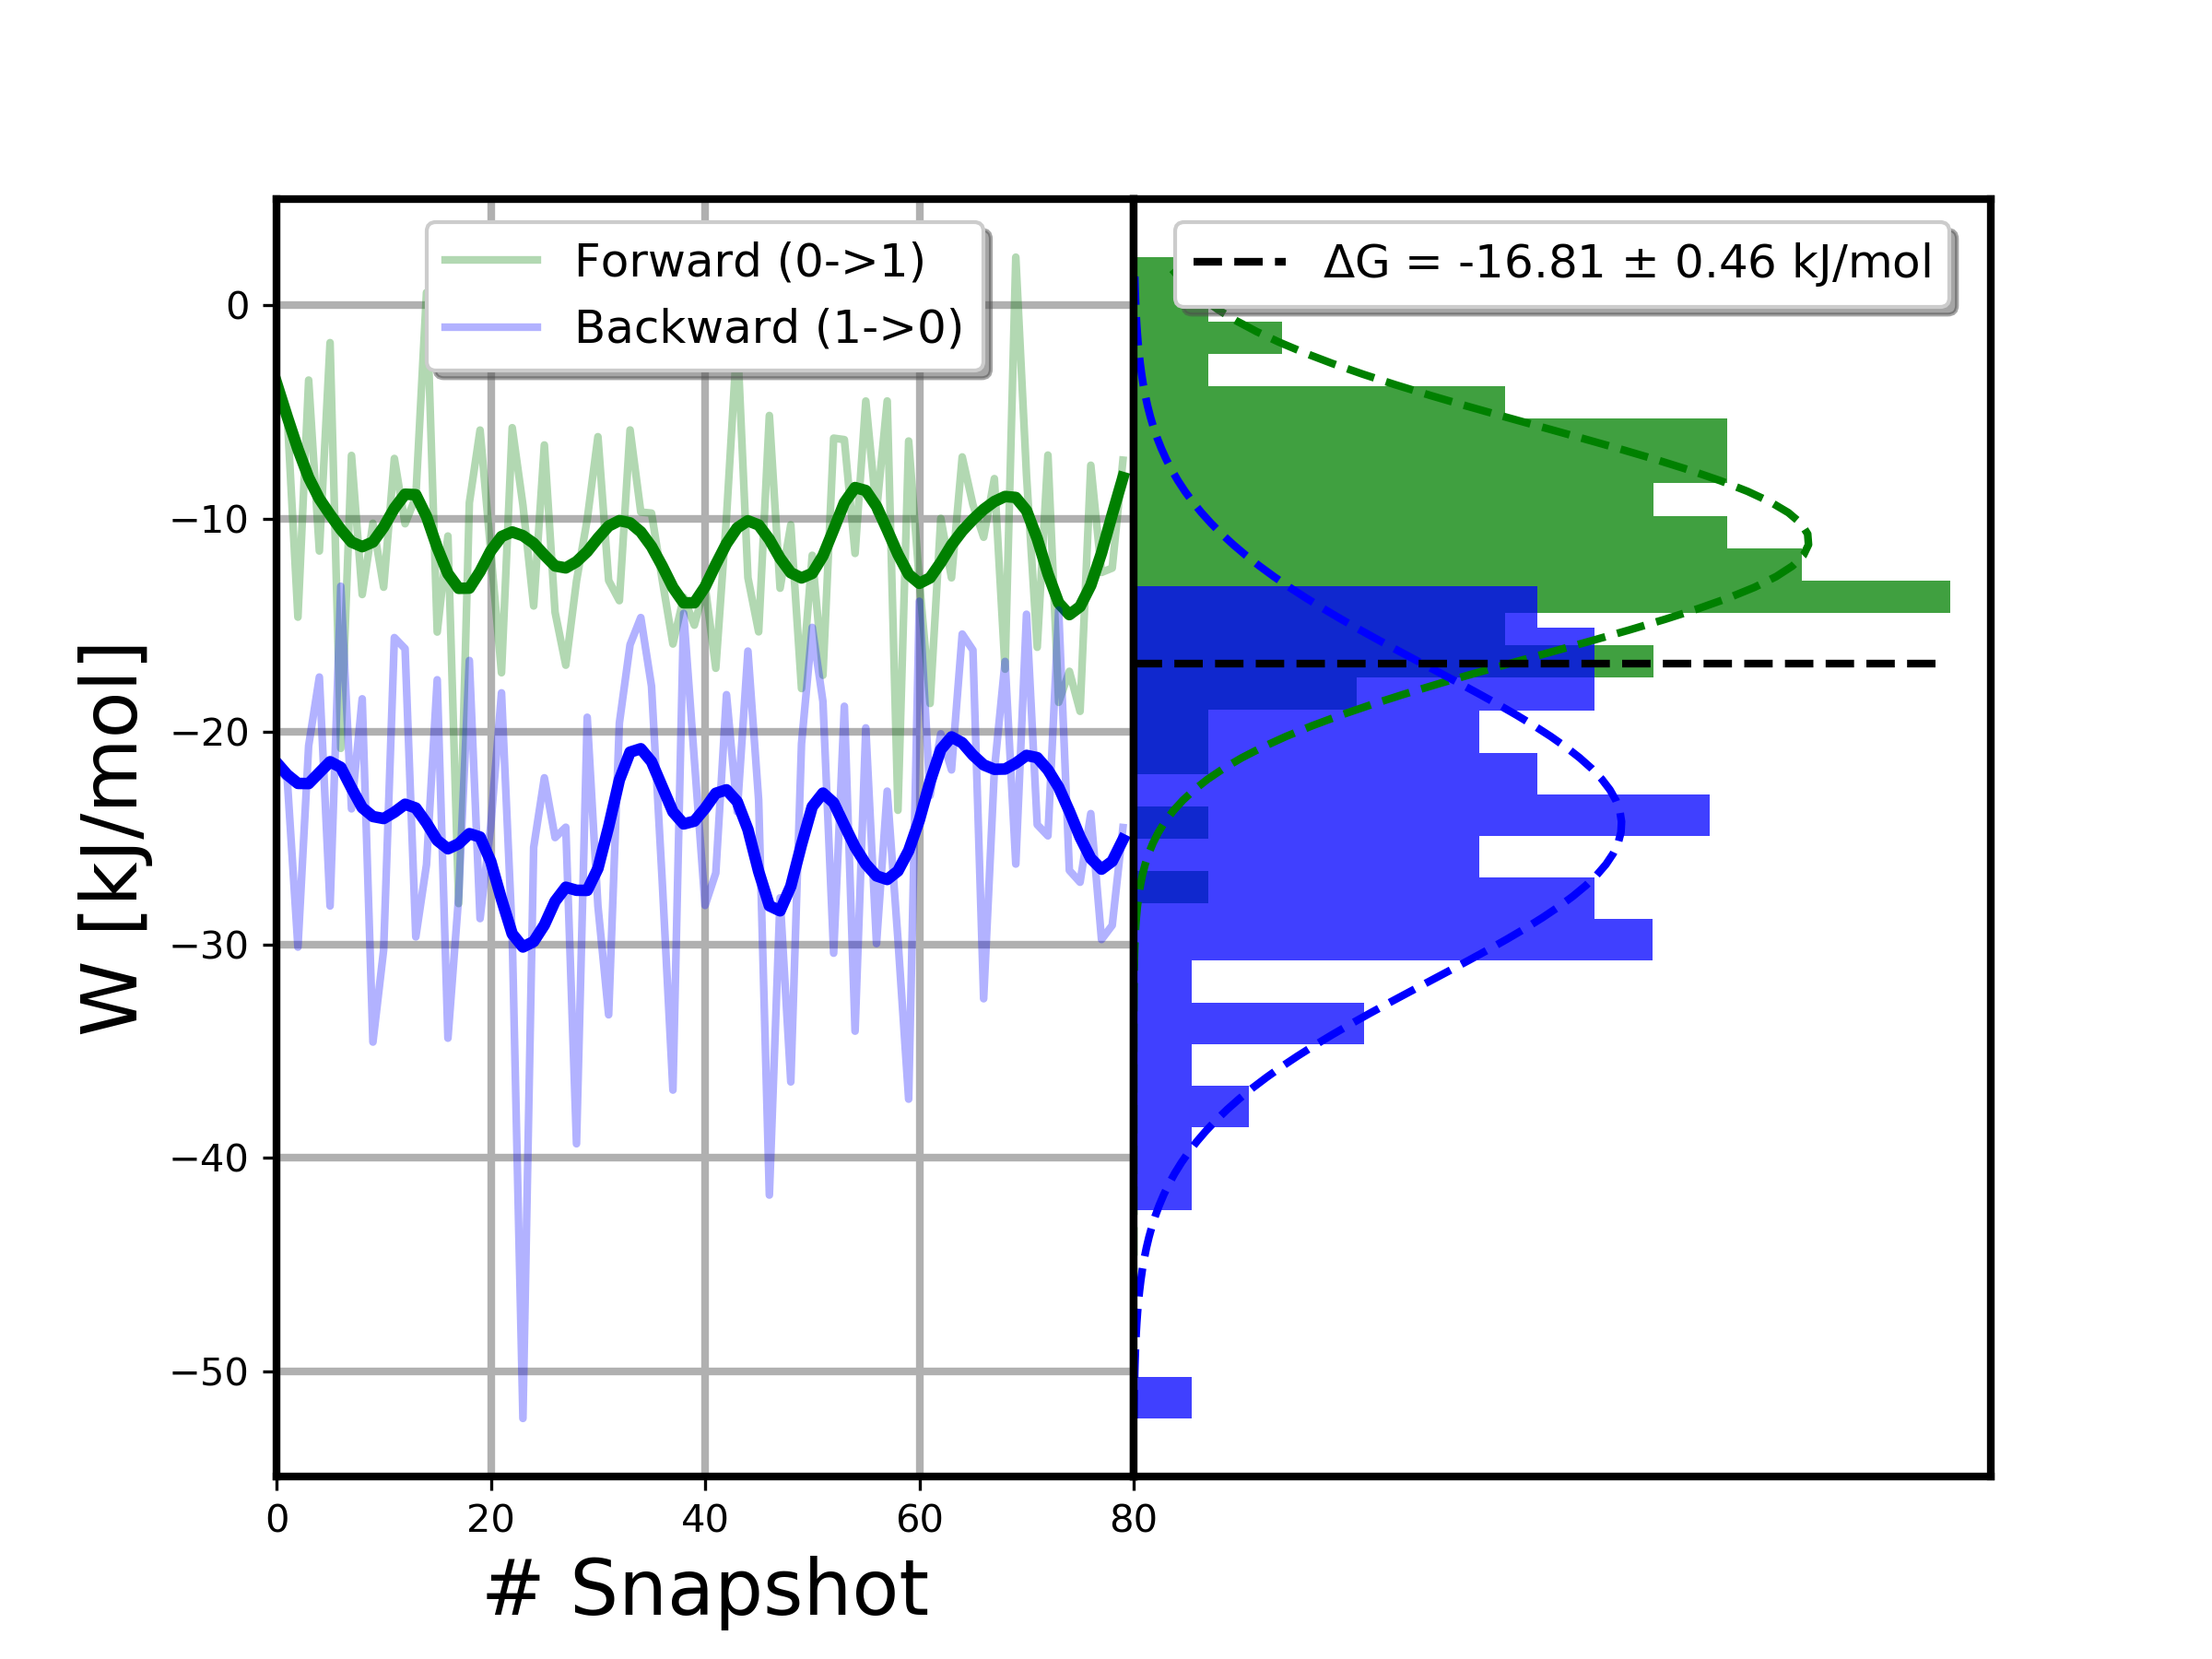 Forward (0->1)
Backward (1->0)
ΔG = -16.81 ± 0.46 kJ/mol
0
−10
−20
−30
−40
−50
W [kJ/mol]
0 20 40 60 80
# Snapshot